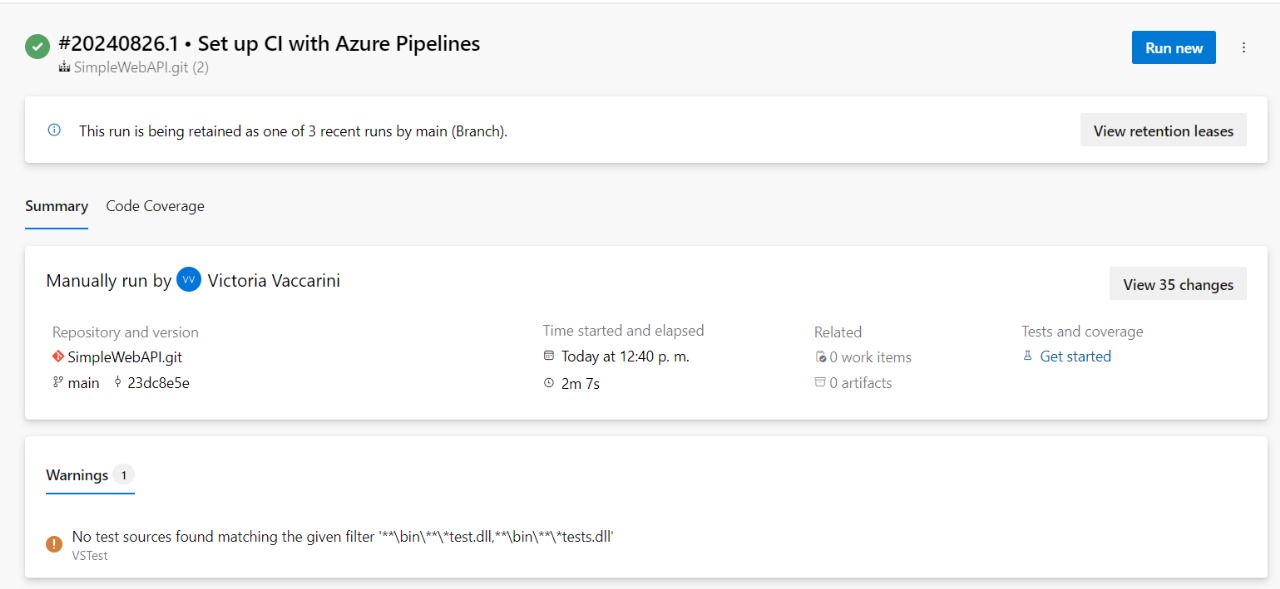 #20240826.1 • Set up CI with Azure Pipelines
Run new
SimpleWebAPI.git (2)
This run is being retained as one of 3 recent runs by main (Branch).
View retention leases
Summary
Code Coverage
Manually run by VV Victoria Vaccarini
View 35 changes
Repository and version
SimpleWebAPI.git
main 23dc8e5e
Time started and elapsed
Today at 12:40 p. m.
2m 7s
Related
0 work items
0 artifacts
Tests and coverage
Get started
Warnings 1
No test sources found matching the given filter '**\bin\**\*test.dll,**\bin\**\*tests.dll'
VSTest